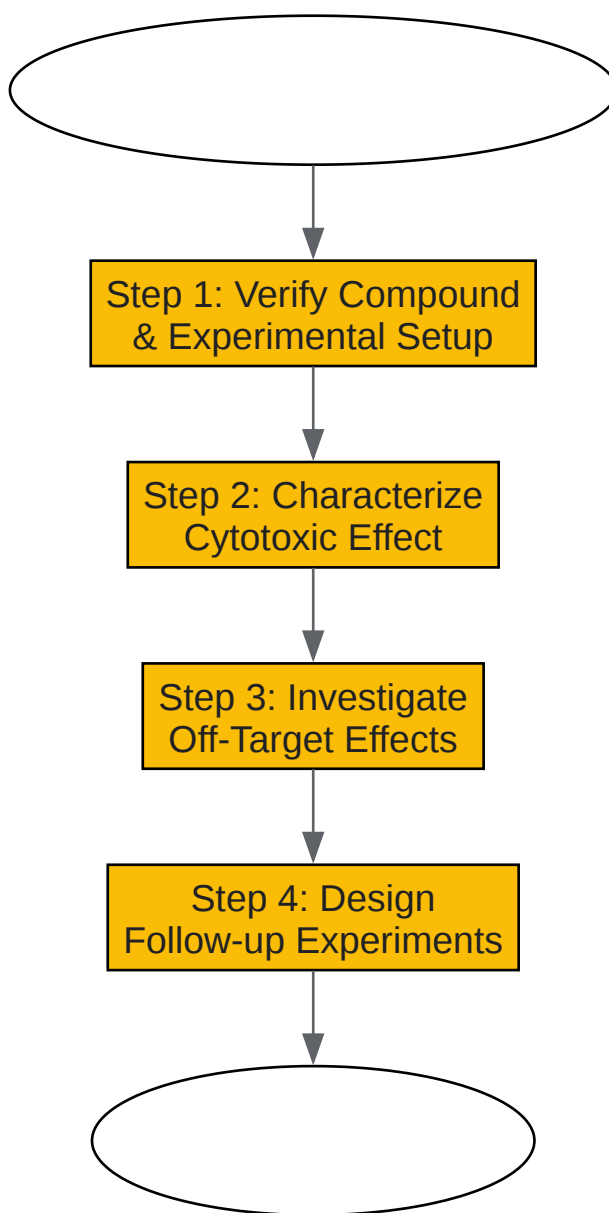 Step 1: Verify Compound
& Experimental Setup
Step 2: Characterize
Cytotoxic Effect
Step 3: Investigate
Off-Target Effects
Step 4: Design
Follow-up Experiments